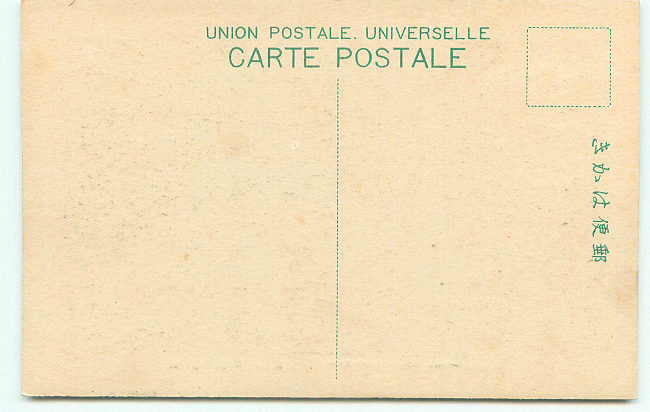 UNION POSTALE. UNIVERSELLE
CARTE POSTALE
郵便はかき